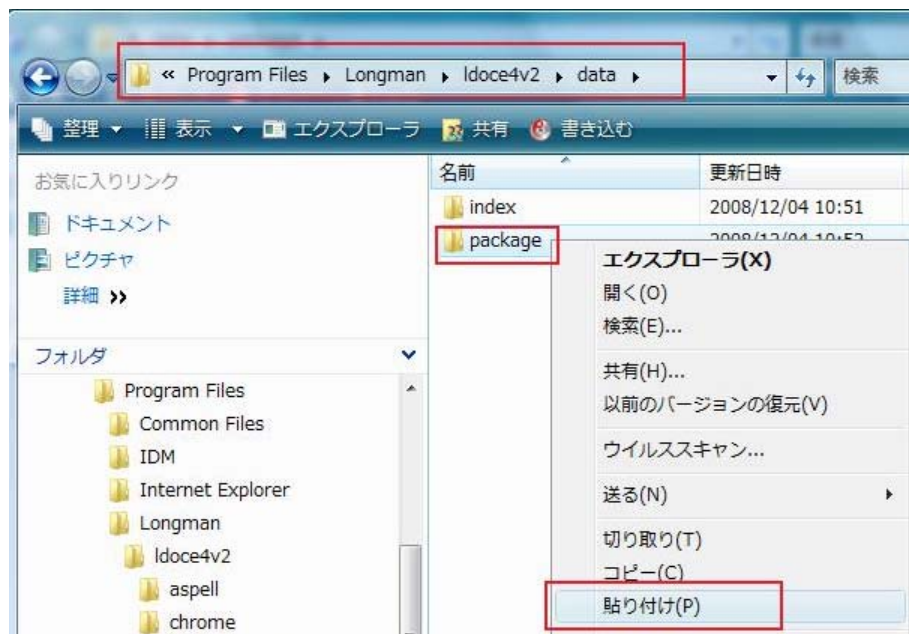 « Program Files ▸ Longman ▸ ldoce4v2 ▸ data ▸
検索
整理 表示 エクスプローラ 共有 書き込む
お気に入りリンク
ドキュメント
ピクチャ
詳細 >>
フォルダ
Program Files
Common Files
IDM
Internet Explorer
Longman
ldoce4v2
aspell
chrome
名前 更新日時
index 2008/12/04 10:51
package 2008/12/04 10:52
エクスプローラ(X)
開く(O)
検索(E)...
共有(H)...
以前のバージョンの復元(V)
ウイルススキャン...
送る(N)
切り取り(T)
コピー(C)
貼り付け(P)